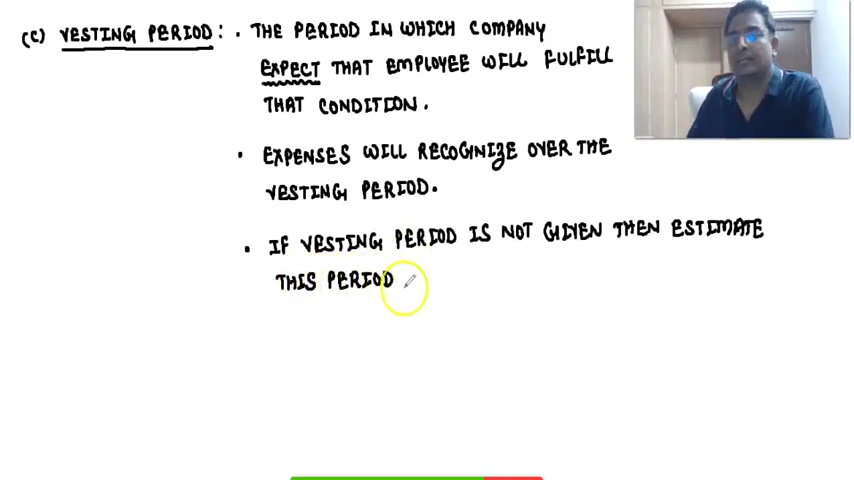 (C) VESTING PERIOD : • THE PERIOD IN WHICH COMPANY
EXPECT THAT EMPLOYEE WILL FULFILL
THAT CONDITION.
• EXPENSES WILL RECOGINIZE OVER THE
VESTING PERIOD.
• IF VESTING PERIOD IS NOT GIVEN THEN ESTIMATE
THIS PERIOD